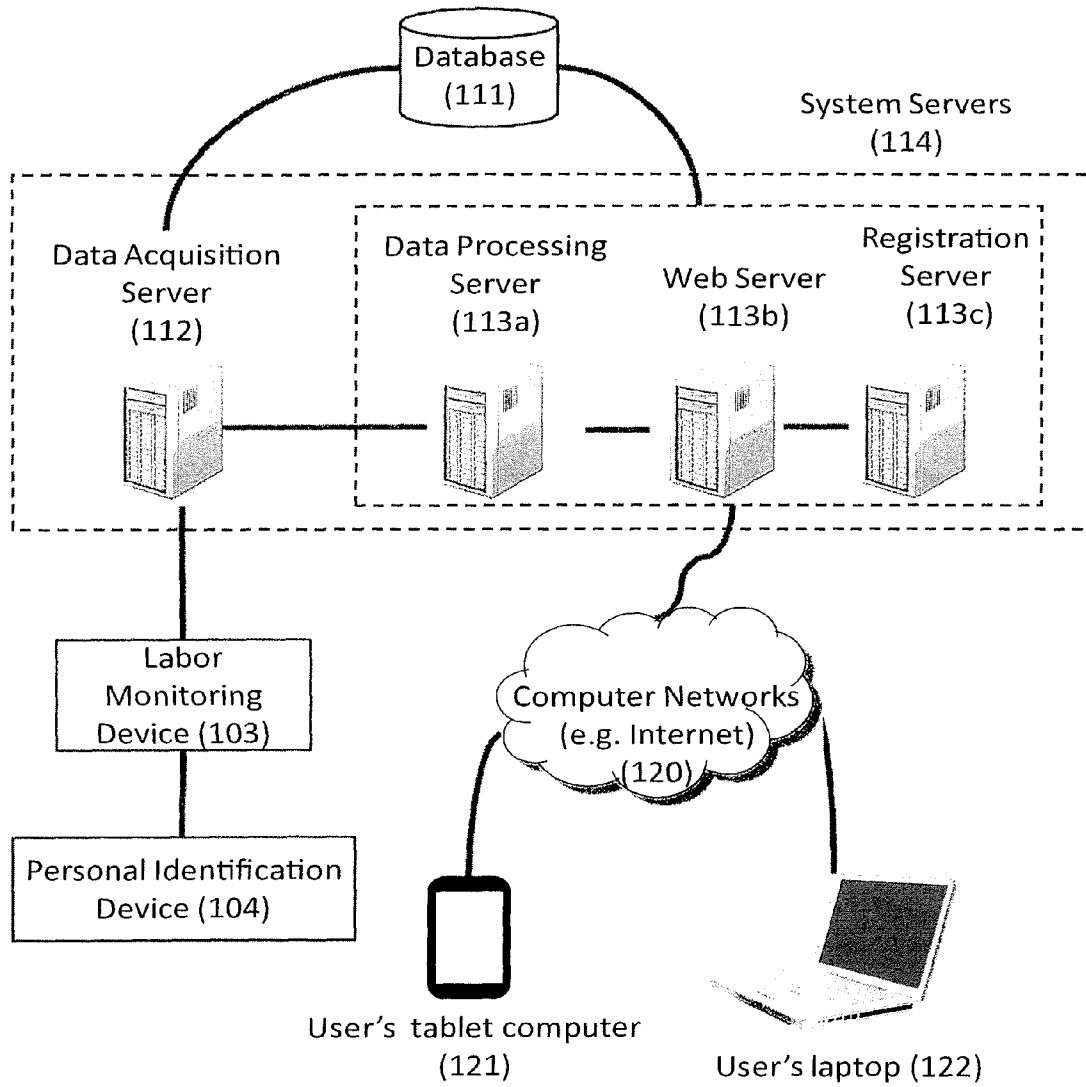 Database
(111)
System Servers
(114)
Data Acquisition
Server
(112)
Data Processing
Server
(113a)
Web Server
(113b)
Registration
Server
(113c)
Labor
Monitoring
Device (103)
Computer Networks
(e.g. Internet)
(120)
Personal Identification
Device (104)
User's tablet computer
(121)
User's laptop (122)